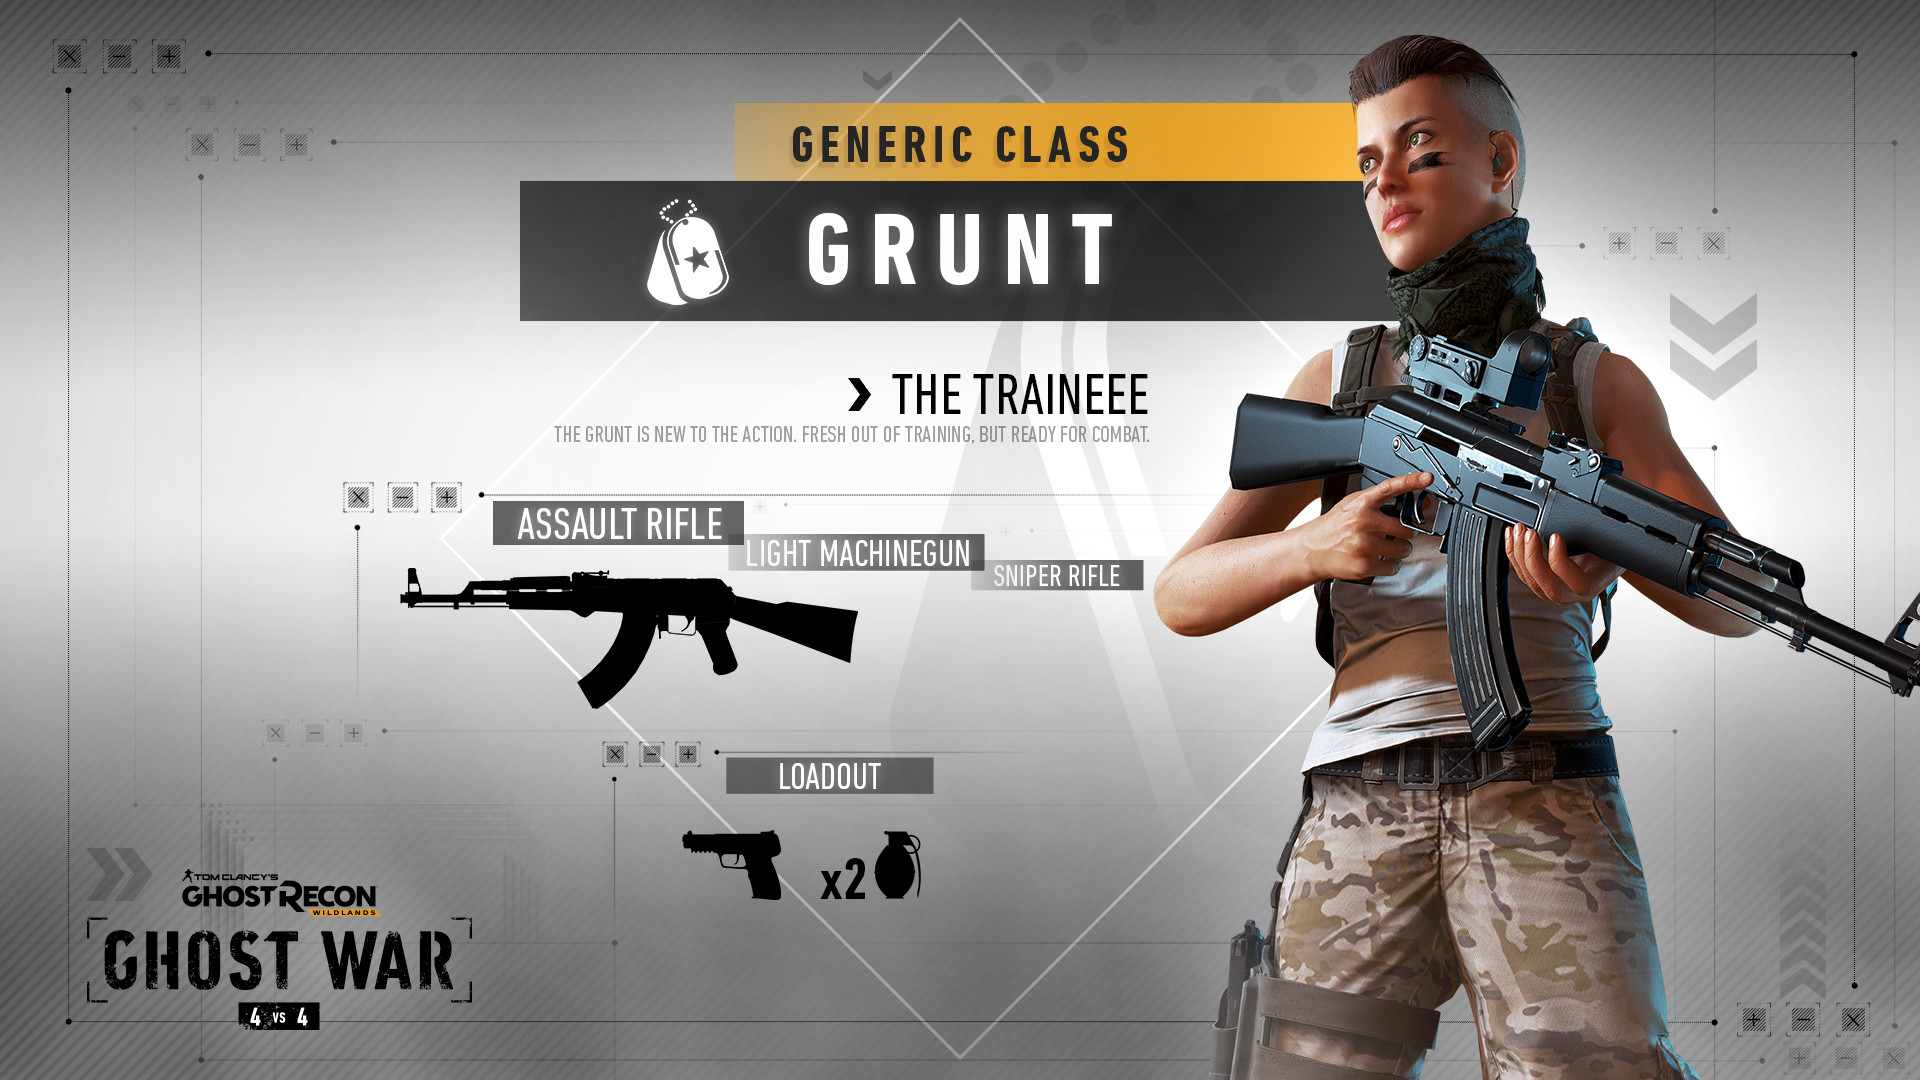 GENERIC CLASS
GRUNT
THE TRAINEEE
THE GRUNT IS NEW TO THE ACTION. FRESH OUT OF TRAINING, BUT READY FOR COMBAT.
ASSAULT RIFLE
LIGHT MACHINEGUN
SNIPER RIFLE
LOADOUT
x2
TOM CLANCY'S
GHOST RECON
WILDLANDS
GHOST WAR
4 VS 4